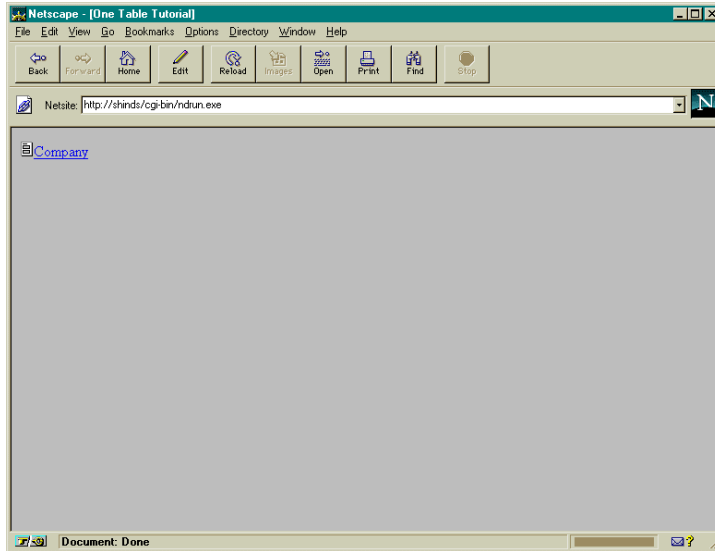 Netscape - [One Table Tutorial]
File Edit View Go Bookmarks Options Directory Window Help
Back Forward Home Edit Reload Images Open Print Find Stop
Netsite: http://shinds/cgi-bin/ndrun.exe
N
Company
Document: Done